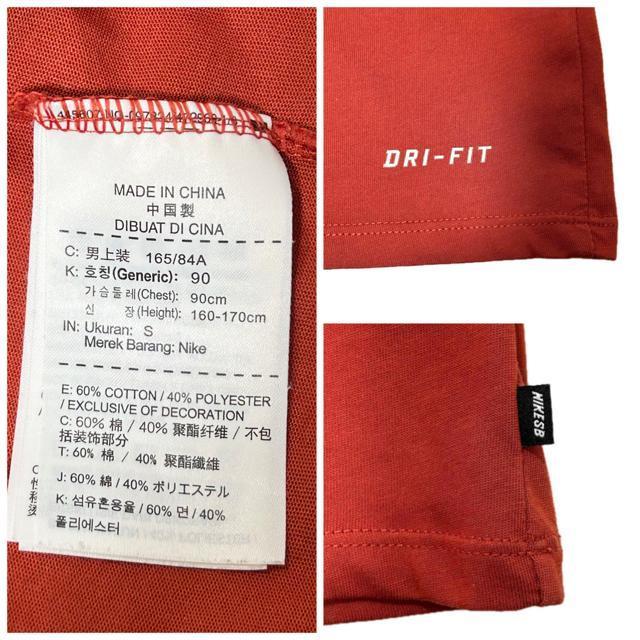 MADE IN CHINA
中国製
DIBUAT DI CINA
C: 男上装 165/84A
K: 호칭(Generic): 90
가슴둘레(Chest): 90cm
신 장(Height): 160-170cm
IN: Ukuran: S
Merek Barang: Nike
E: 60% COTTON / 40% POLYESTER
/ EXCLUSIVE OF DECORATION
C: 60% 棉 / 40% 聚酯纤维 / 不包
括装饰部分
T: 60% 棉 / 40% 聚酯纖維
J: 60% 綿/ 40% ポリエステル
K: 섬유혼용율 / 60% 면 / 40%
폴리에스터
DRI-FIT
NIKESB